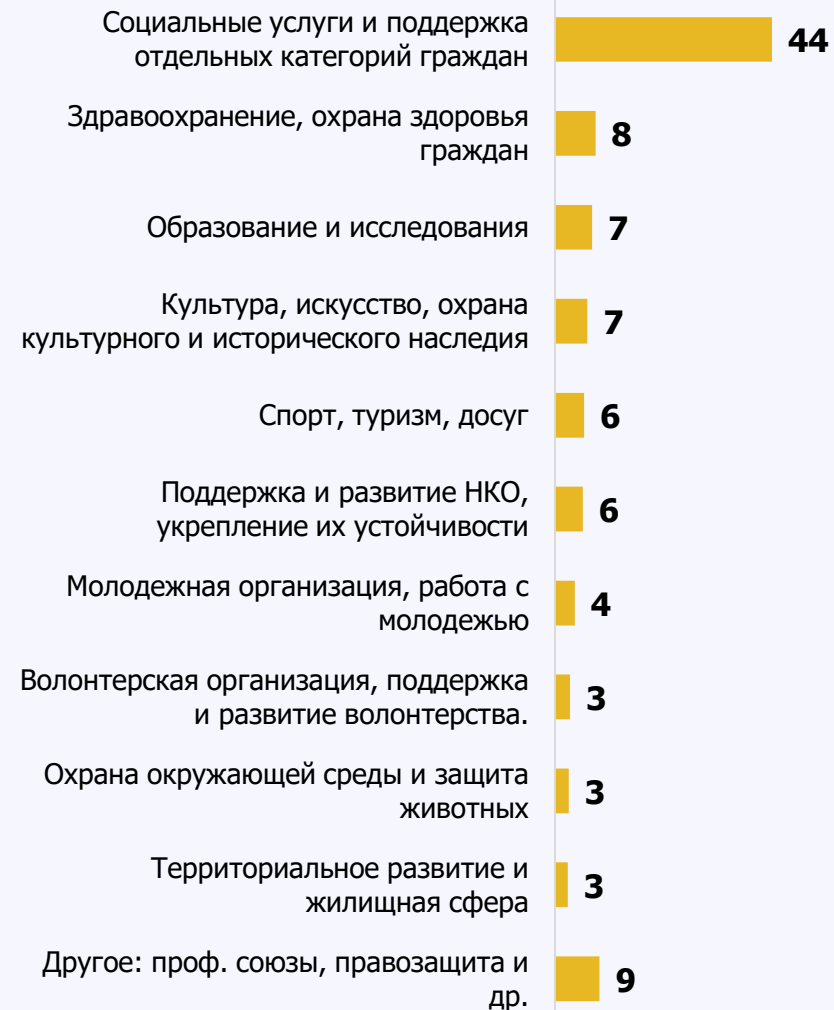 Социальные услуги и поддержка
отдельных категорий граждан
44
Здравоохранение, охрана здоровья
граждан
8
Образование и исследования
7
Культура, искусство, охрана
культурного и исторического наследия
7
Спорт, туризм, досуг
6
Поддержка и развитие НКО,
укрепление их устойчивости
6
Молодежная организация, работа с
молодежью
4
Волонтерская организация, поддержка
и развитие волонтерства.
3
Охрана окружающей среды и защита
животных
3
Территориальное развитие и
жилищная сфера
3
Другое: проф. союзы, правозащита и
др.
9